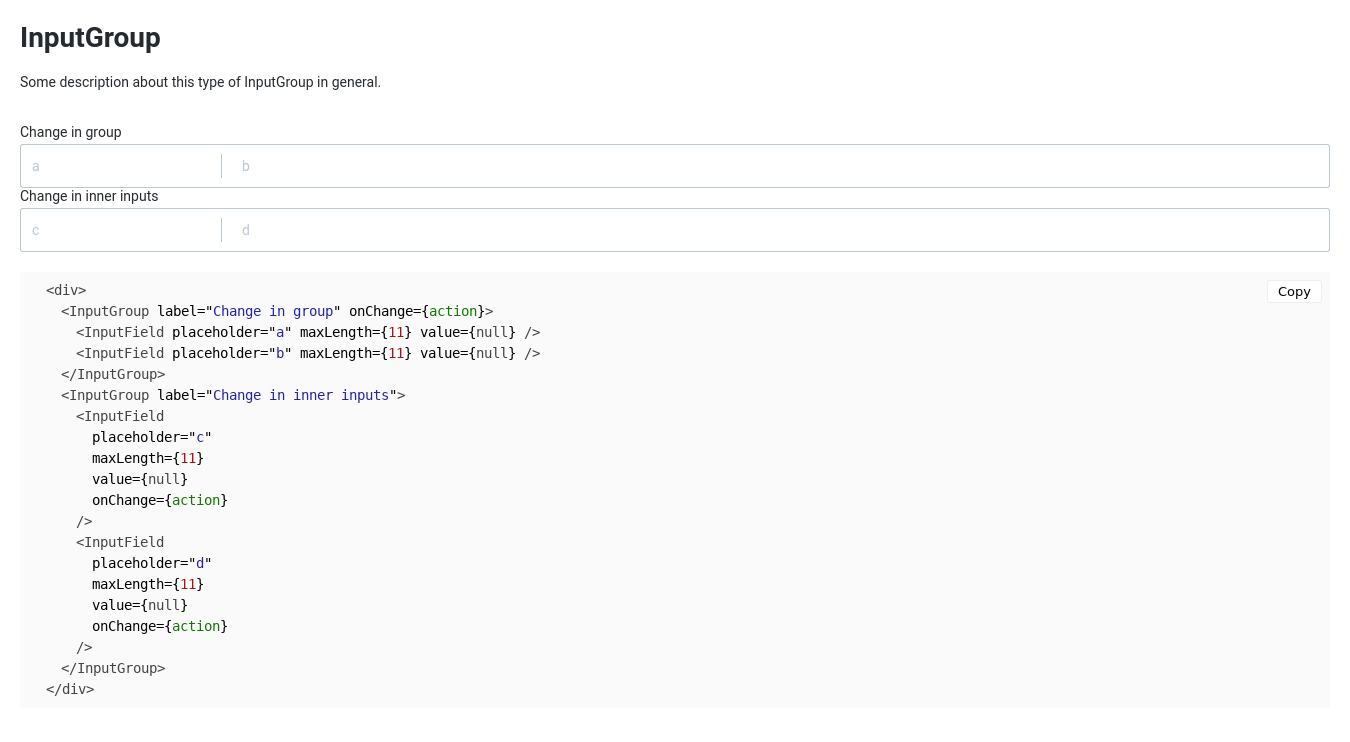 InputGroup
Some description about this type of InputGroup in general.
Change in group
a b
Change in inner inputs
c d
Copy
<div>
<InputGroup label="Change in group" onChange={action}>
<InputField placeholder="a" maxLength={11} value={null} />
<InputField placeholder="b" maxLength={11} value={null} />
</InputGroup>
<InputGroup label="Change in inner inputs">
<InputField
placeholder="c"
maxLength={11}
value={null}
onChange={action}
/>
<InputField
placeholder="d"
maxLength={11}
value={null}
onChange={action}
/>
</InputGroup>
</div>